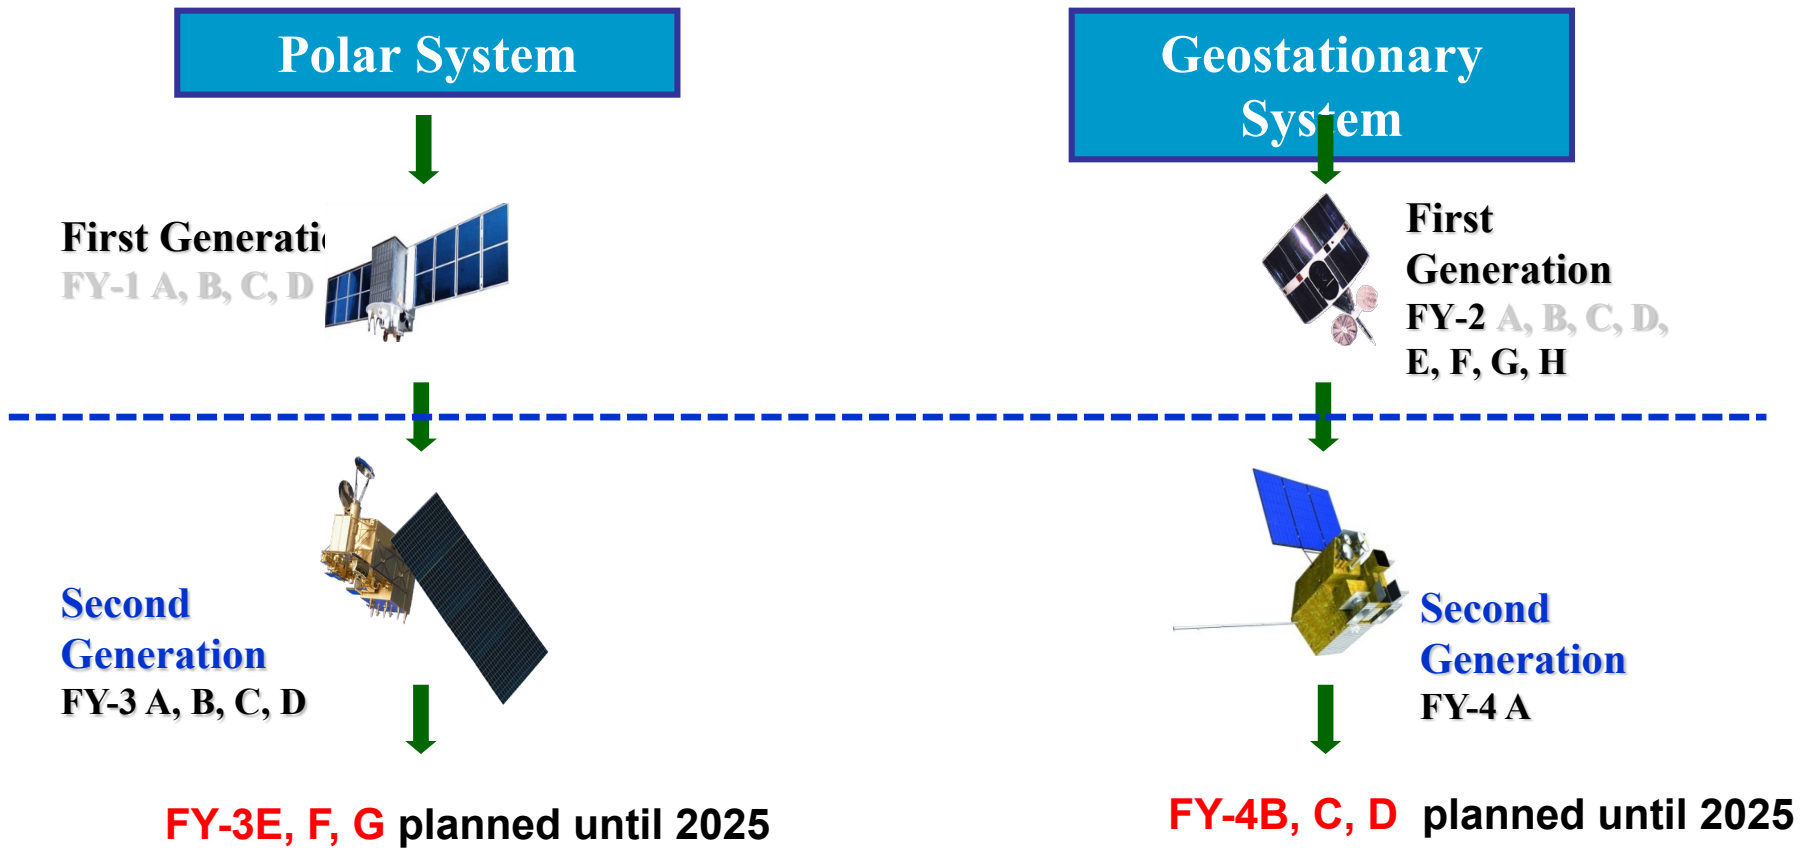 Polar System
Geostationary
System
First Generati
FY-1 A, B, C, D
First
Generation
FY-2 A, B, C, D,
E, F, G, H
Second
Generation
FY-3 A, B, C, D
Second
Generation
FY-4 A
FY-3E, F, G planned until 2025
FY-4B, C, D planned until 2025